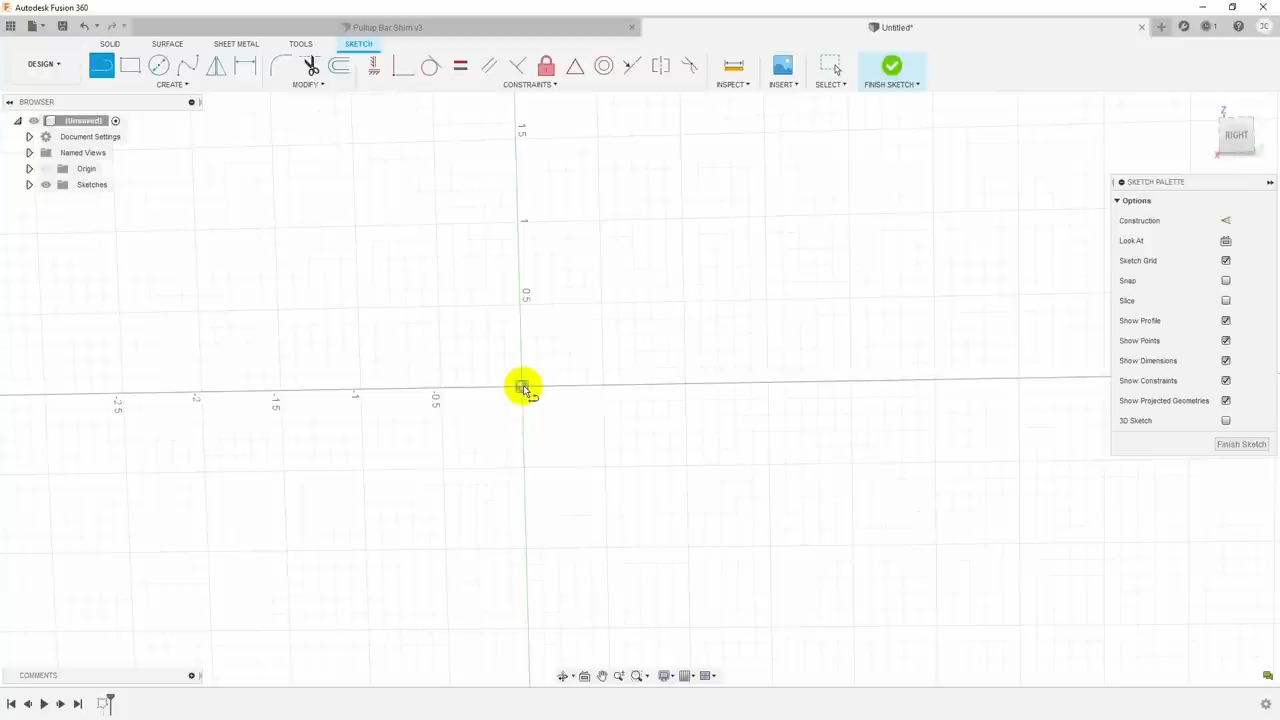 Autodesk Fusion 360
Pullup Bar Shim v3
Untitled*
1
JC
SOLID
SURFACE
SHEET METAL
TOOLS
SKETCH
DESIGN
CREATE
MODIFY
CONSTRAINTS
INSPECT
INSERT
SELECT
FINISH SKETCH
BROWSER
(Unsaved)
Document Settings
Named Views
Origin
Sketches
1.5
1
0.5
-2.5
-2
-1.5
-1
-0.5
Z
RIGHT
X
SKETCH PALETTE
Options
Construction
Look At
Sketch Grid
Snap
Slice
Show Profile
Show Points
Show Dimensions
Show Constraints
Show Projected Geometries
3D Sketch
Finish Sketch
COMMENTS